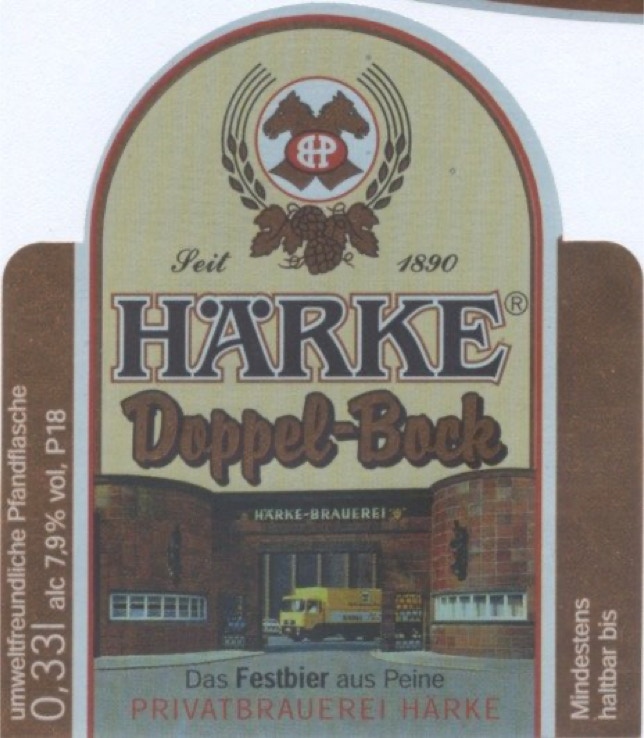 BHP
Seit 1890
HÄRKE®
Doppel-Bock
HÄRKE-BRAUEREI
Das Festbier aus Peine
PRIVATBRAUEREI HÄRKE
umweltfreundliche Pfandflasche
0,33l alc 7,9% vol, P18
Mindestens
haltbar bis